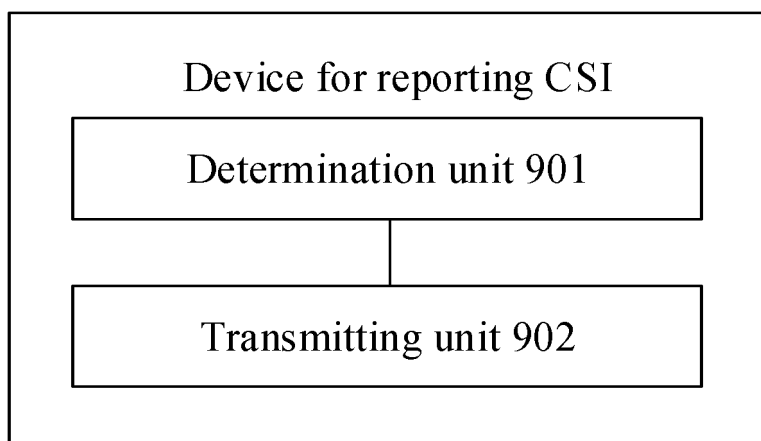 Device for reporting CSI
Determination unit 901
Transmitting unit 902